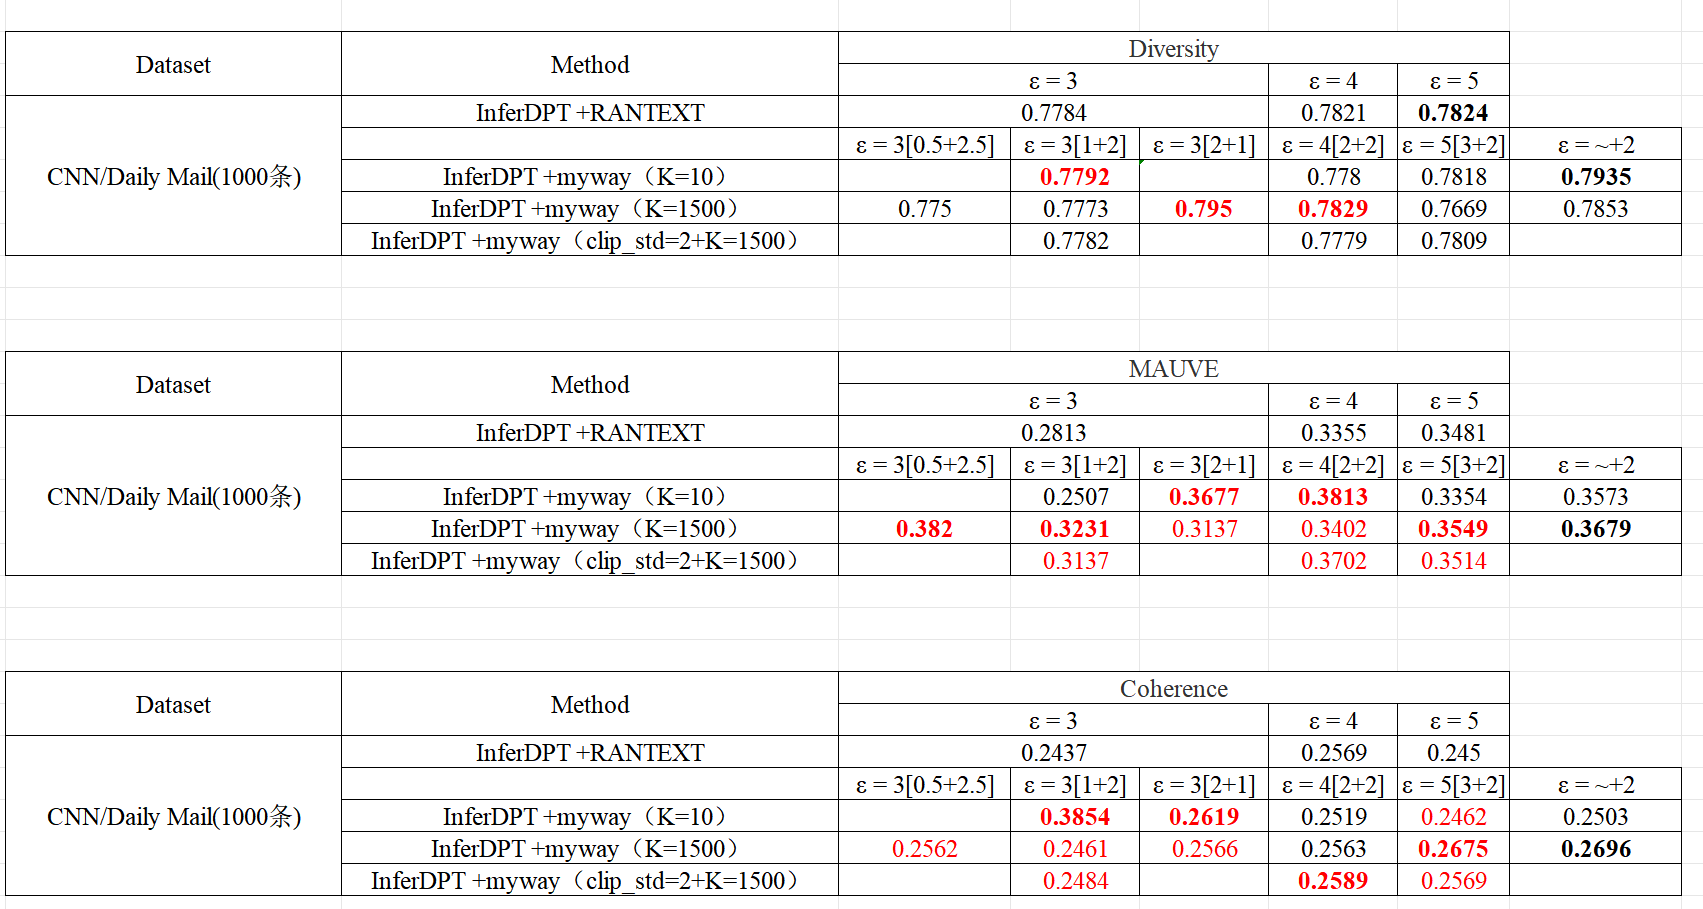 Dataset Method Diversity
ε = 3 ε = 4 ε = 5
CNN/Daily Mail(1000条) InferDPT +RANTEXT 0.7784 0.7821 0.7824
ε = 3[0.5+2.5] ε = 3[1+2] ε = 3[2+1] ε = 4[2+2] ε = 5[3+2] ε = ~+2
InferDPT +myway（K=10） 0.7792 0.778 0.7818 0.7935
InferDPT +myway（K=1500） 0.775 0.7773 0.795 0.7829 0.7669 0.7853
InferDPT +myway（clip_std=2+K=1500） 0.7782 0.7779 0.7809
Dataset Method MAUVE
ε = 3 ε = 4 ε = 5
CNN/Daily Mail(1000条) InferDPT +RANTEXT 0.2813 0.3355 0.3481
ε = 3[0.5+2.5] ε = 3[1+2] ε = 3[2+1] ε = 4[2+2] ε = 5[3+2] ε = ~+2
InferDPT +myway（K=10） 0.2507 0.3677 0.3813 0.3354 0.3573
InferDPT +myway（K=1500） 0.382 0.3231 0.3137 0.3402 0.3549 0.3679
InferDPT +myway（clip_std=2+K=1500） 0.3137 0.3702 0.3514
Dataset Method Coherence
ε = 3 ε = 4 ε = 5
CNN/Daily Mail(1000条) InferDPT +RANTEXT 0.2437 0.2569 0.245
ε = 3[0.5+2.5] ε = 3[1+2] ε = 3[2+1] ε = 4[2+2] ε = 5[3+2] ε = ~+2
InferDPT +myway（K=10） 0.3854 0.2619 0.2519 0.2462 0.2503
InferDPT +myway（K=1500） 0.2562 0.2461 0.2566 0.2563 0.2675 0.2696
InferDPT +myway（clip_std=2+K=1500） 0.2484 0.2589 0.2569